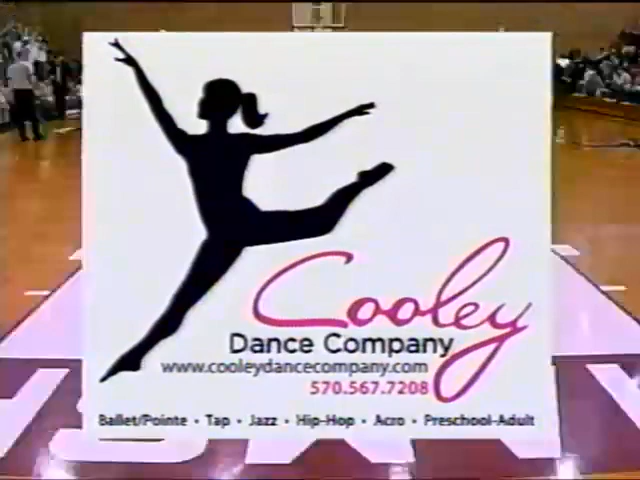 Cooley
Dance Company
www.cooleydancecompany.com
570.567.7208
Ballet/Pointe • Tap • Jazz • Hip-Hop • Acro • Preschool-Adult